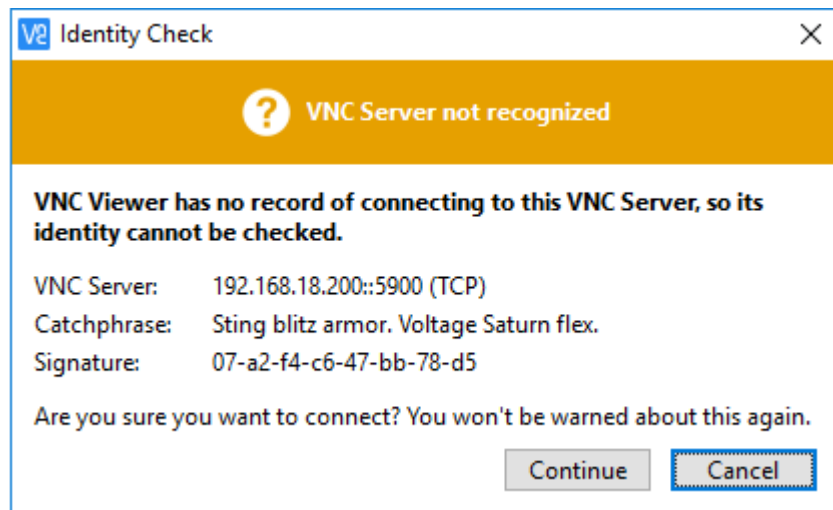 V2 Identity Check
VNC Server not recognized
VNC Viewer has no record of connecting to this VNC Server, so its
identity cannot be checked.
VNC Server: 192.168.18.200::5900 (TCP)
Catchphrase: Sting blitz armor. Voltage Saturn flex.
Signature: 07-a2-f4-c6-47-bb-78-d5
Are you sure you want to connect? You won't be warned about this again.
Continue Cancel